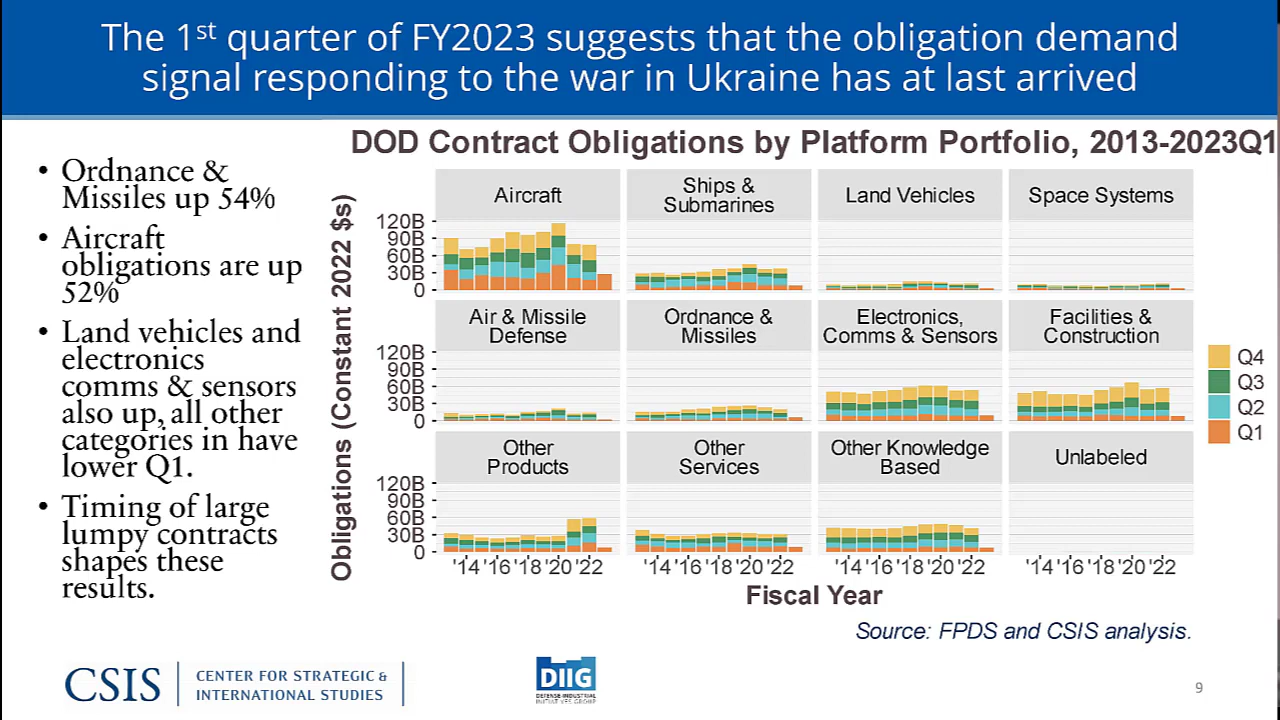 The 1st quarter of FY2023 suggests that the obligation demand
signal responding to the war in Ukraine has at last arrived
• Ordnance &
Missiles up 54%
• Aircraft
obligations are up
52%
• Land vehicles and
electronics
comms & sensors
also up, all other
categories in have
lower Q1.
• Timing of large
lumpy contracts
shapes these
results.
DOD Contract Obligations by Platform Portfolio, 2013-2023Q1
Obligations (Constant 2022 $s)
Aircraft
Ships &
Submarines
Land Vehicles
Space Systems
120B
90B
60B
30B
0
Air & Missile
Defense
Ordnance &
Missiles
Electronics,
Comms & Sensors
Facilities &
Construction
120B
90B
60B
30B
0
Other
Products
Other
Services
Other Knowledge
Based
Unlabeled
120B
90B
60B
30B
0
'14 '16 '18 '20 '22
'14 '16 '18 '20 '22
'14 '16 '18 '20 '22
'14 '16 '18 '20 '22
Fiscal Year
Q4
Q3
Q2
Q1
Source: FPDS and CSIS analysis.
CSIS
CENTER FOR STRATEGIC &
INTERNATIONAL STUDIES
DIIG
DEFENSE-INDUSTRIAL
INITIATIVES GROUP
9